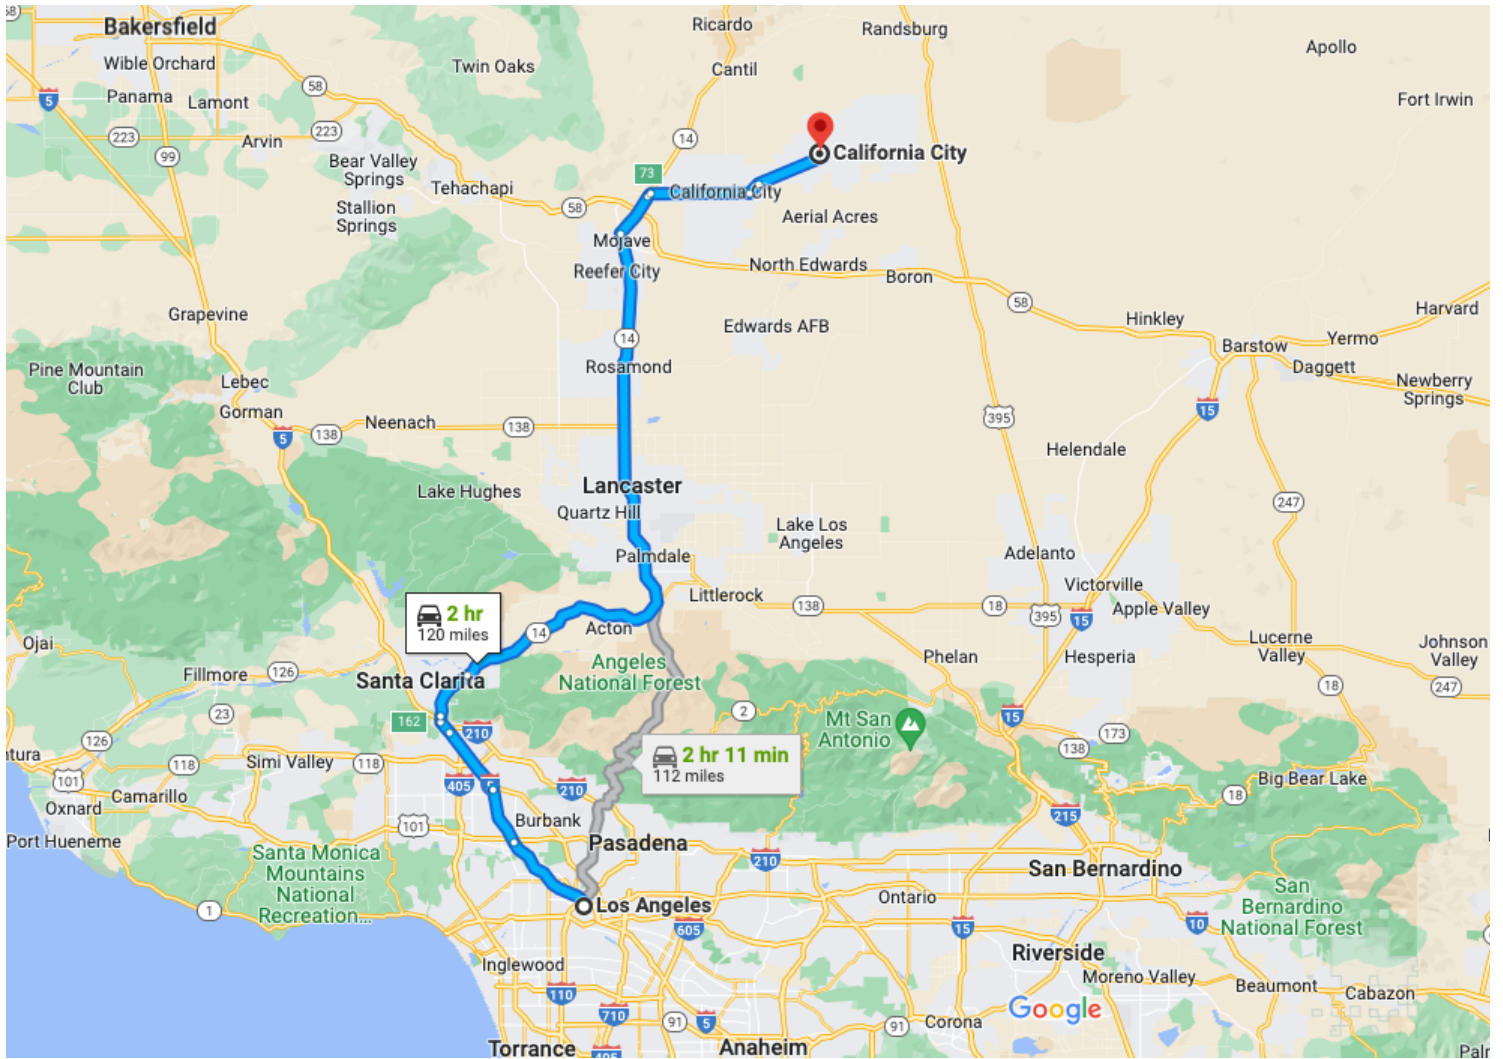 58
Bakersfield
Ricardo
Randsburg
Apollo
Wible Orchard
Twin Oaks
Cantil
58
5
Panama
Lamont
Fort Irwin
223
Arvin
223
14
99
Bear Valley
Springs
California City
73
Tehachapi
California City
58
Stallion
Springs
Aerial Acres
Mojave
Reefer City
North Edwards
Boron
58
Grapevine
Harvard
Hinkley
Edwards AFB
14
Yermo
Barstow
Rosamond
Daggett
Pine Mountain
Club
Lebec
Newberry
Springs
Gorman
15
Neenach
395
5
138
138
Helendale
Lancaster
Lake Hughes
247
Quartz Hill
Lake Los
Angeles
Palmdale
Adelanto
Victorville
Littlerock
138
18
395
15
Apple Valley
2 hr
120 miles
14
Acton
Ojai
Lucerne
Valley
Johnson
Valley
Phelan
Hesperia
Angeles
National Forest
Fillmore
126
Santa Clarita
18
247
23
162
210
2
Mt San
Antonio
15
126
138
173
ntura
Simi Valley
118
118
2 hr 11 min
112 miles
101
405
5
210
Big Bear Lake
Camarillo
18
Oxnard
Burbank
101
215
Port Hueneme
Pasadena
210
Santa Monica
Mountains
National
Recreation...
San Bernardino
San
Bernardino
National Forest
1
Los Angeles
Ontario
605
15
10
Inglewood
Riverside
Moreno Valley
Beaumont
Cabazon
110
710
91
5
Google
91
Corona
Torrance
405
Anaheim
Palr